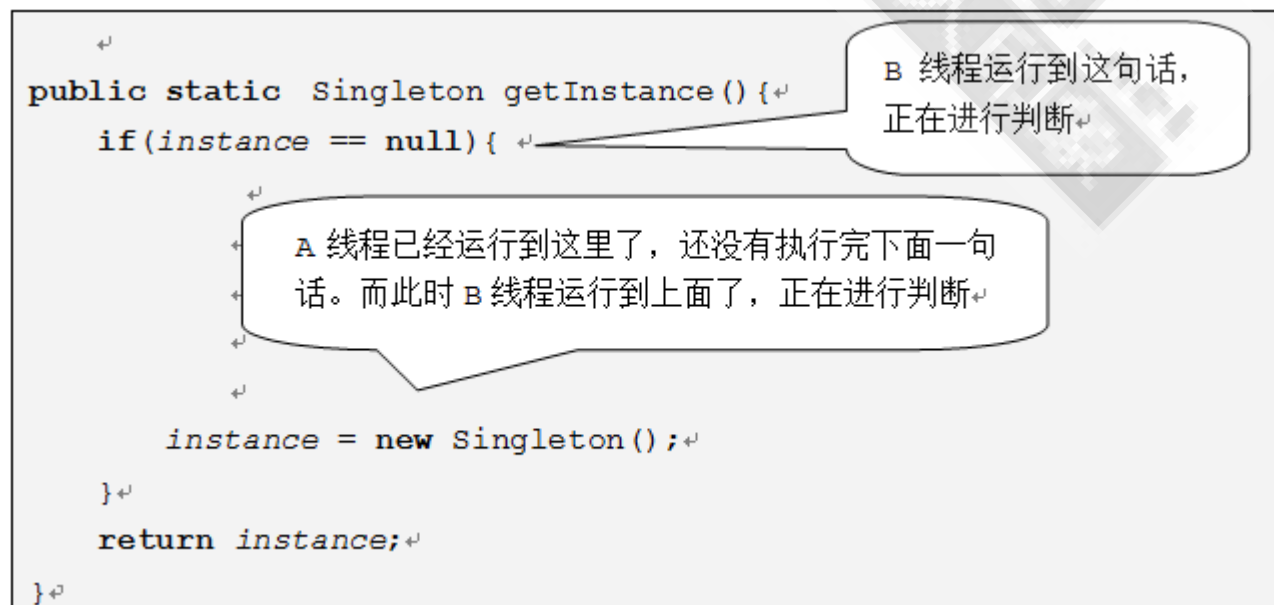 public static Singleton getInstance(){
if(instance == null){
B 线程运行到这句话，
正在进行判断
A 线程已经运行到这里了，还没有执行完下面一句
话。而此时 B 线程运行到上面了，正在进行判断
instance = new Singleton();
}
return instance;
}